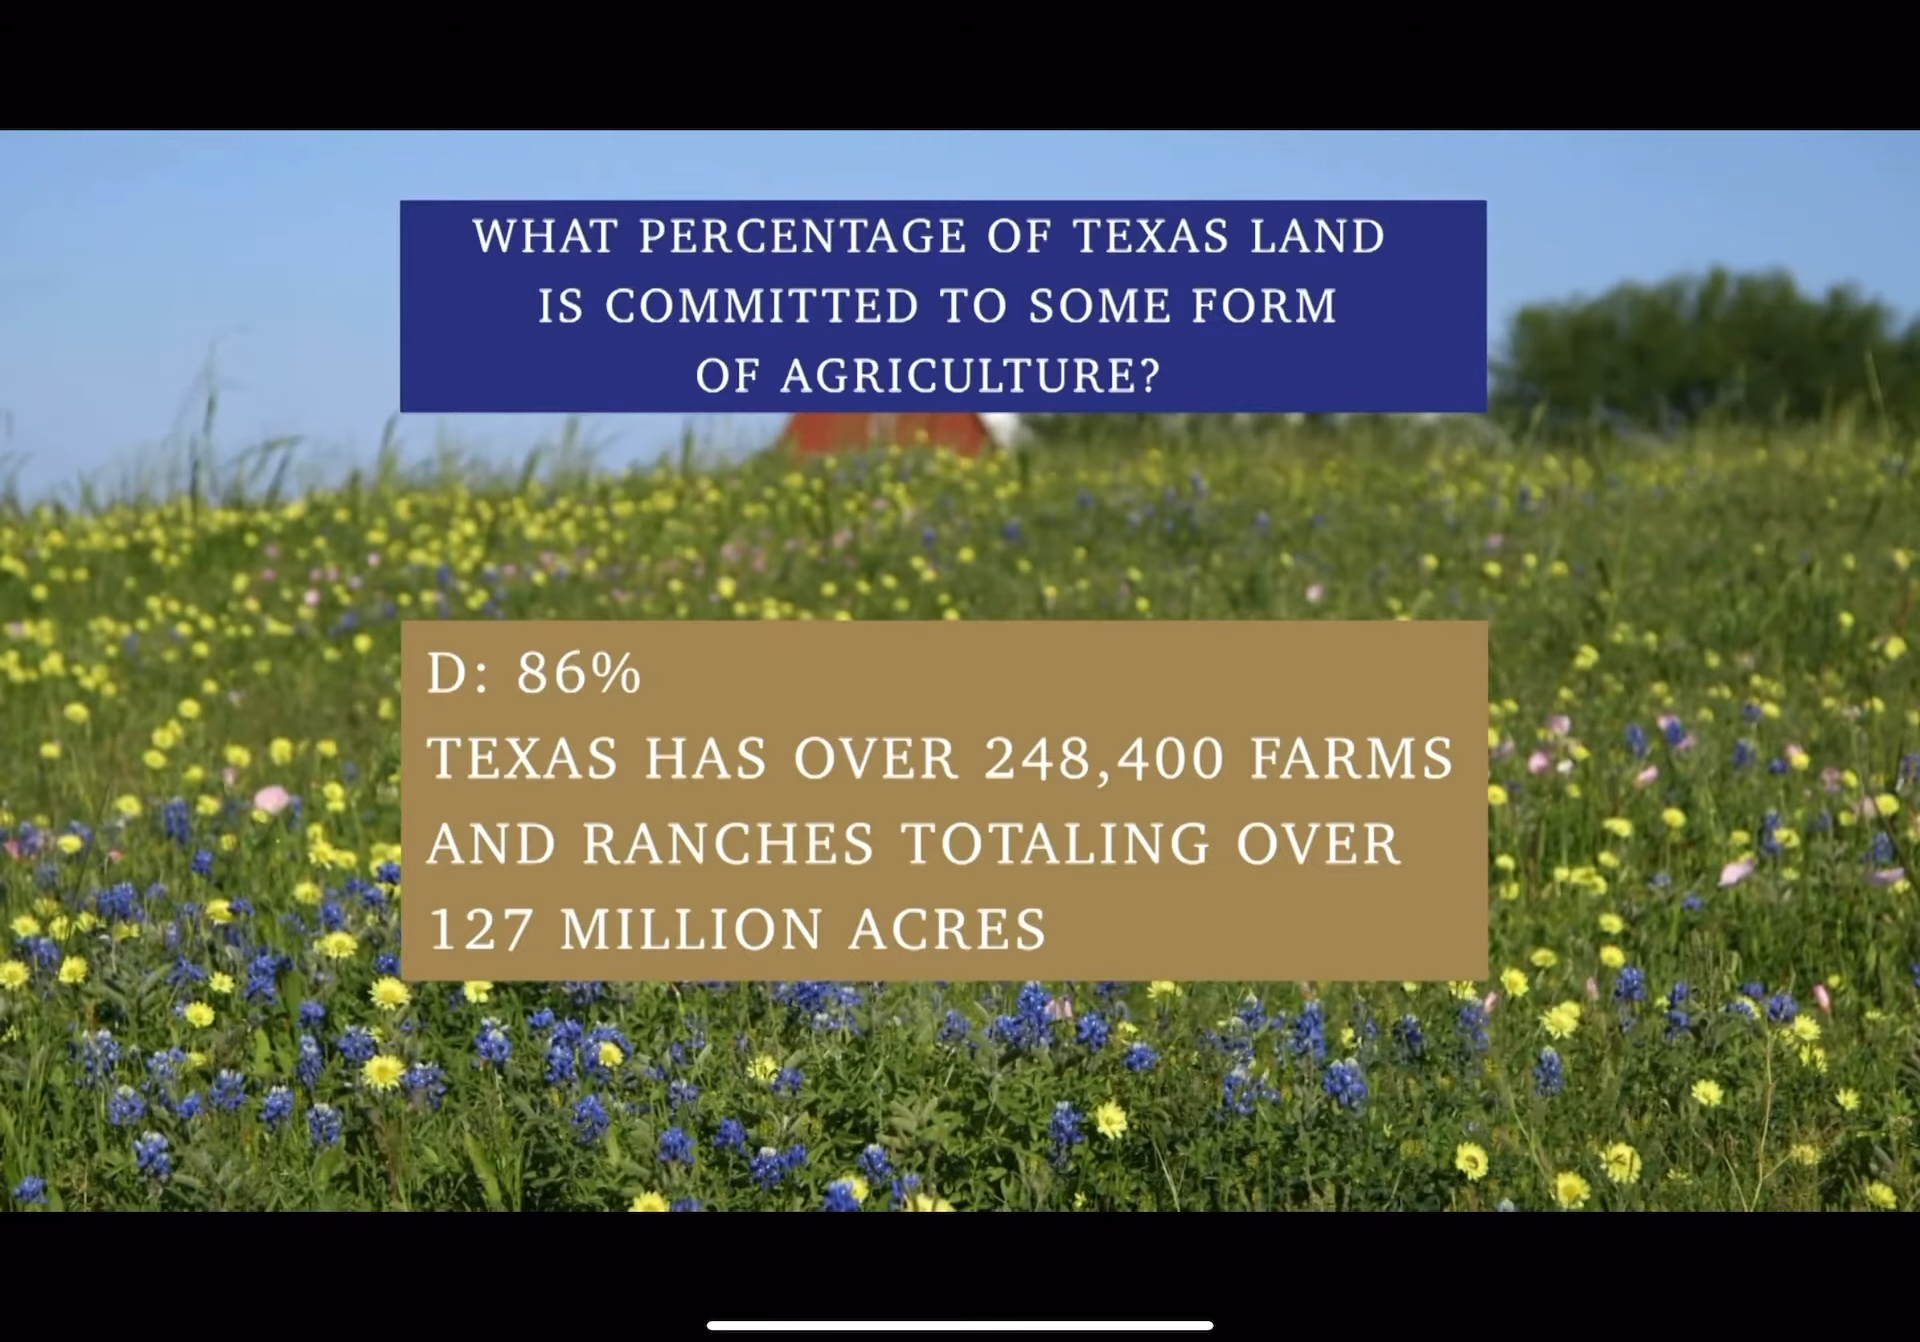 WHAT PERCENTAGE OF TEXAS LAND
IS COMMITTED TO SOME FORM
OF AGRICULTURE?
D: 86%
TEXAS HAS OVER 248,400 FARMS
AND RANCHES TOTALING OVER
127 MILLION ACRES